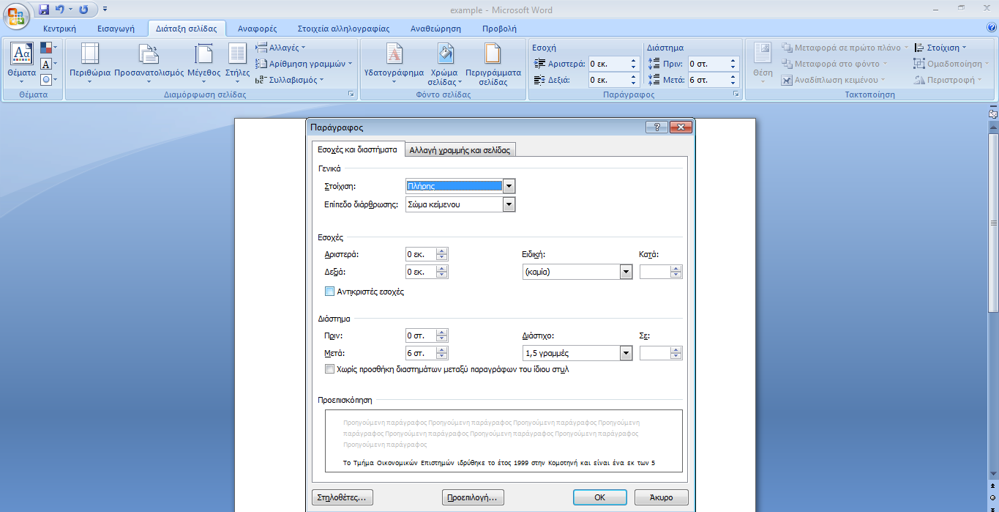 example - Microsoft Word
Κεντρική Εισαγωγή Διάταξη σελίδας Αναφορές Στοιχεία αλληλογραφίας Αναθεώρηση Προβολή
Θέματα
Θέματα
Περιθώρια Προσανατολισμός Μέγεθος Στήλες
Αλλαγές
Αρίθμηση γραμμών
Συλλαβισμός
Διαμόρφωση σελίδας
Υδατογράφημα Χρώμα σελίδας Περιγράμματα σελίδας
Φόντο σελίδας
Εσοχή Διάστημα
Αριστερά: 0 εκ. Πριν: 0 στ.
Δεξιά: 0 εκ. Μετά: 6 στ.
Παράγραφος
Θέση
Μεταφορά σε πρώτο πλάνο Στοίχιση
Μεταφορά στο φόντο Ομαδοποίηση
Αναδίπλωση κειμένου Περιστροφή
Τακτοποίηση
Παράγραφος
Εσοχές και διαστήματα Αλλαγή γραμμής και σελίδας
Γενικά
Στοίχιση: Πλήρης
Επίπεδο διάρθρωσης: Σώμα κείμενου
Εσοχές
Αριστερά: 0 εκ. Ειδική: Κατά:
Δεξιά: 0 εκ. (καμία)
Αντικριστές εσοχές
Διάστημα
Πριν: 0 στ. Διάστιχο: Σε:
Μετά: 6 στ. 1,5 γραμμές
Χωρίς προσθήκη διαστημάτων μεταξύ παραγράφων του ίδιου στυλ
Προεπισκόπηση
Προηγούμενη παράγραφος Προηγούμενη παράγραφος Προηγούμενη παράγραφος Προηγούμενη
παράγραφος Προηγούμενη παράγραφος Προηγούμενη παράγραφος Προηγούμενη παράγραφος
Προηγούμενη παράγραφος
Το Τμήμα Οικονομικών Επιστημών ιδρύθηκε το έτος 1999 στην Κομοτηνή και είναι ένα εκ των 5
Στηλοθέτες... Προεπιλογή... OK Άκυρο